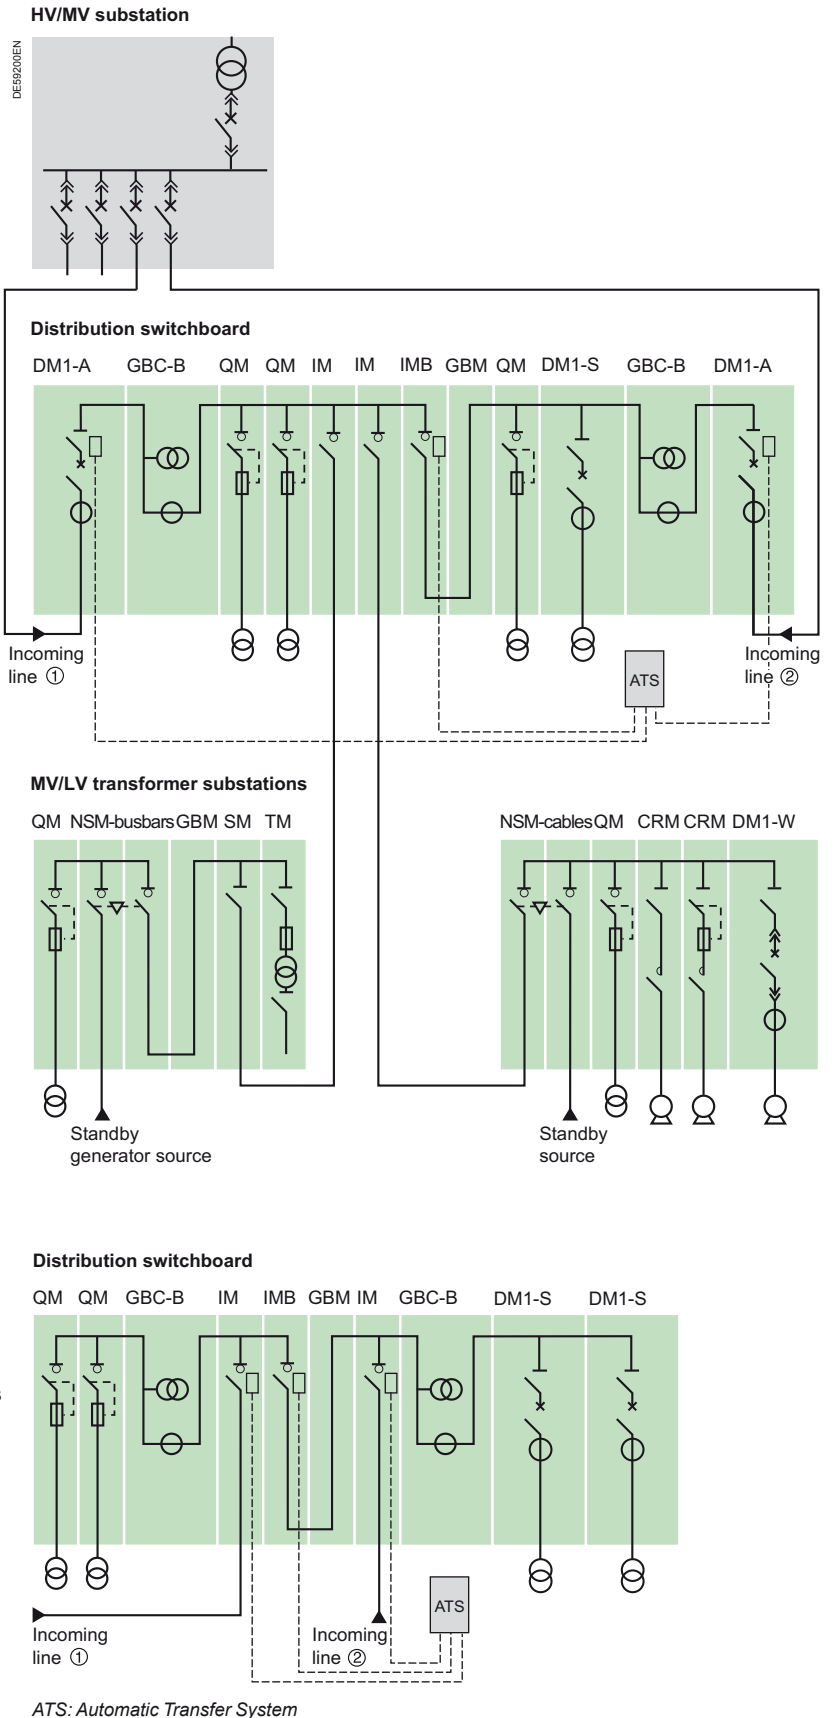 HV/MV substation
DE59200EN
Distribution switchboard
DM1-A GBC-B QM QM IM IM IMB GBM QM DM1-S GBC-B DM1-A
Incoming
line ①
Incoming
line ②
ATS
MV/LV transformer substations
QM NSM-busbars GBM SM TM
NSM-cables QM CRM CRM DM1-W
Standby
generator source
Standby
source
Distribution switchboard
QM QM GBC-B IM IMB GBM IM GBC-B DM1-S DM1-S
s
ATS
Incoming
line ①
Incoming
line ②
ATS: Automatic Transfer System